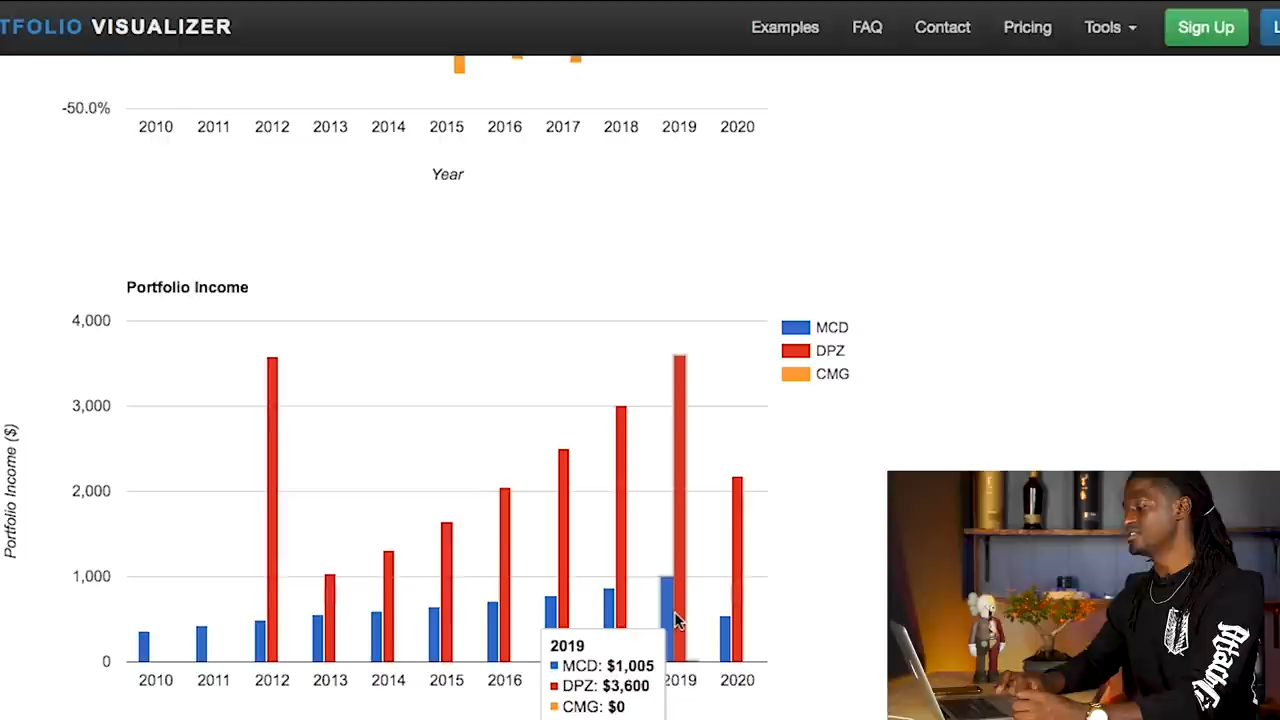 TFOLIO VISUALIZER
Examples FAQ Contact Pricing Tools Sign Up L
-50.0%
2010 2011 2012 2013 2014 2015 2016 2017 2018 2019 2020
Year
Portfolio Income
4,000
3,000
2,000
1,000
0
Portfolio Income ($)
MCD
DPZ
CMG
2010 2011 2012 2013 2014 2015 2016 2019 2020
2019
MCD: $1,005
DPZ: $3,600
CMG: $0